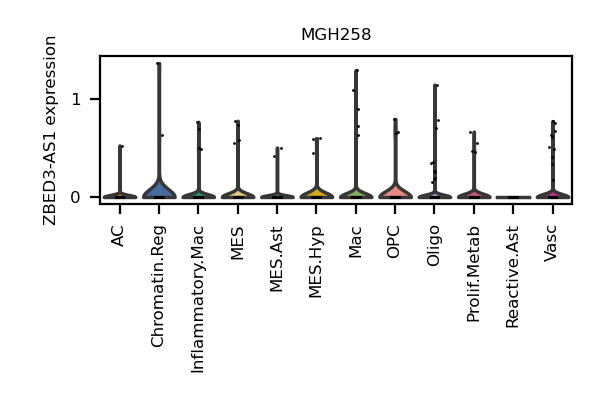 MGH258
ZBED3-AS1 expression
1
0
AC
Chromatin.Reg
Inflammatory.Mac
MES
MES.Ast
MES.Hyp
Mac
OPC
Oligo
Prolif.Metab
Reactive.Ast
Vasc